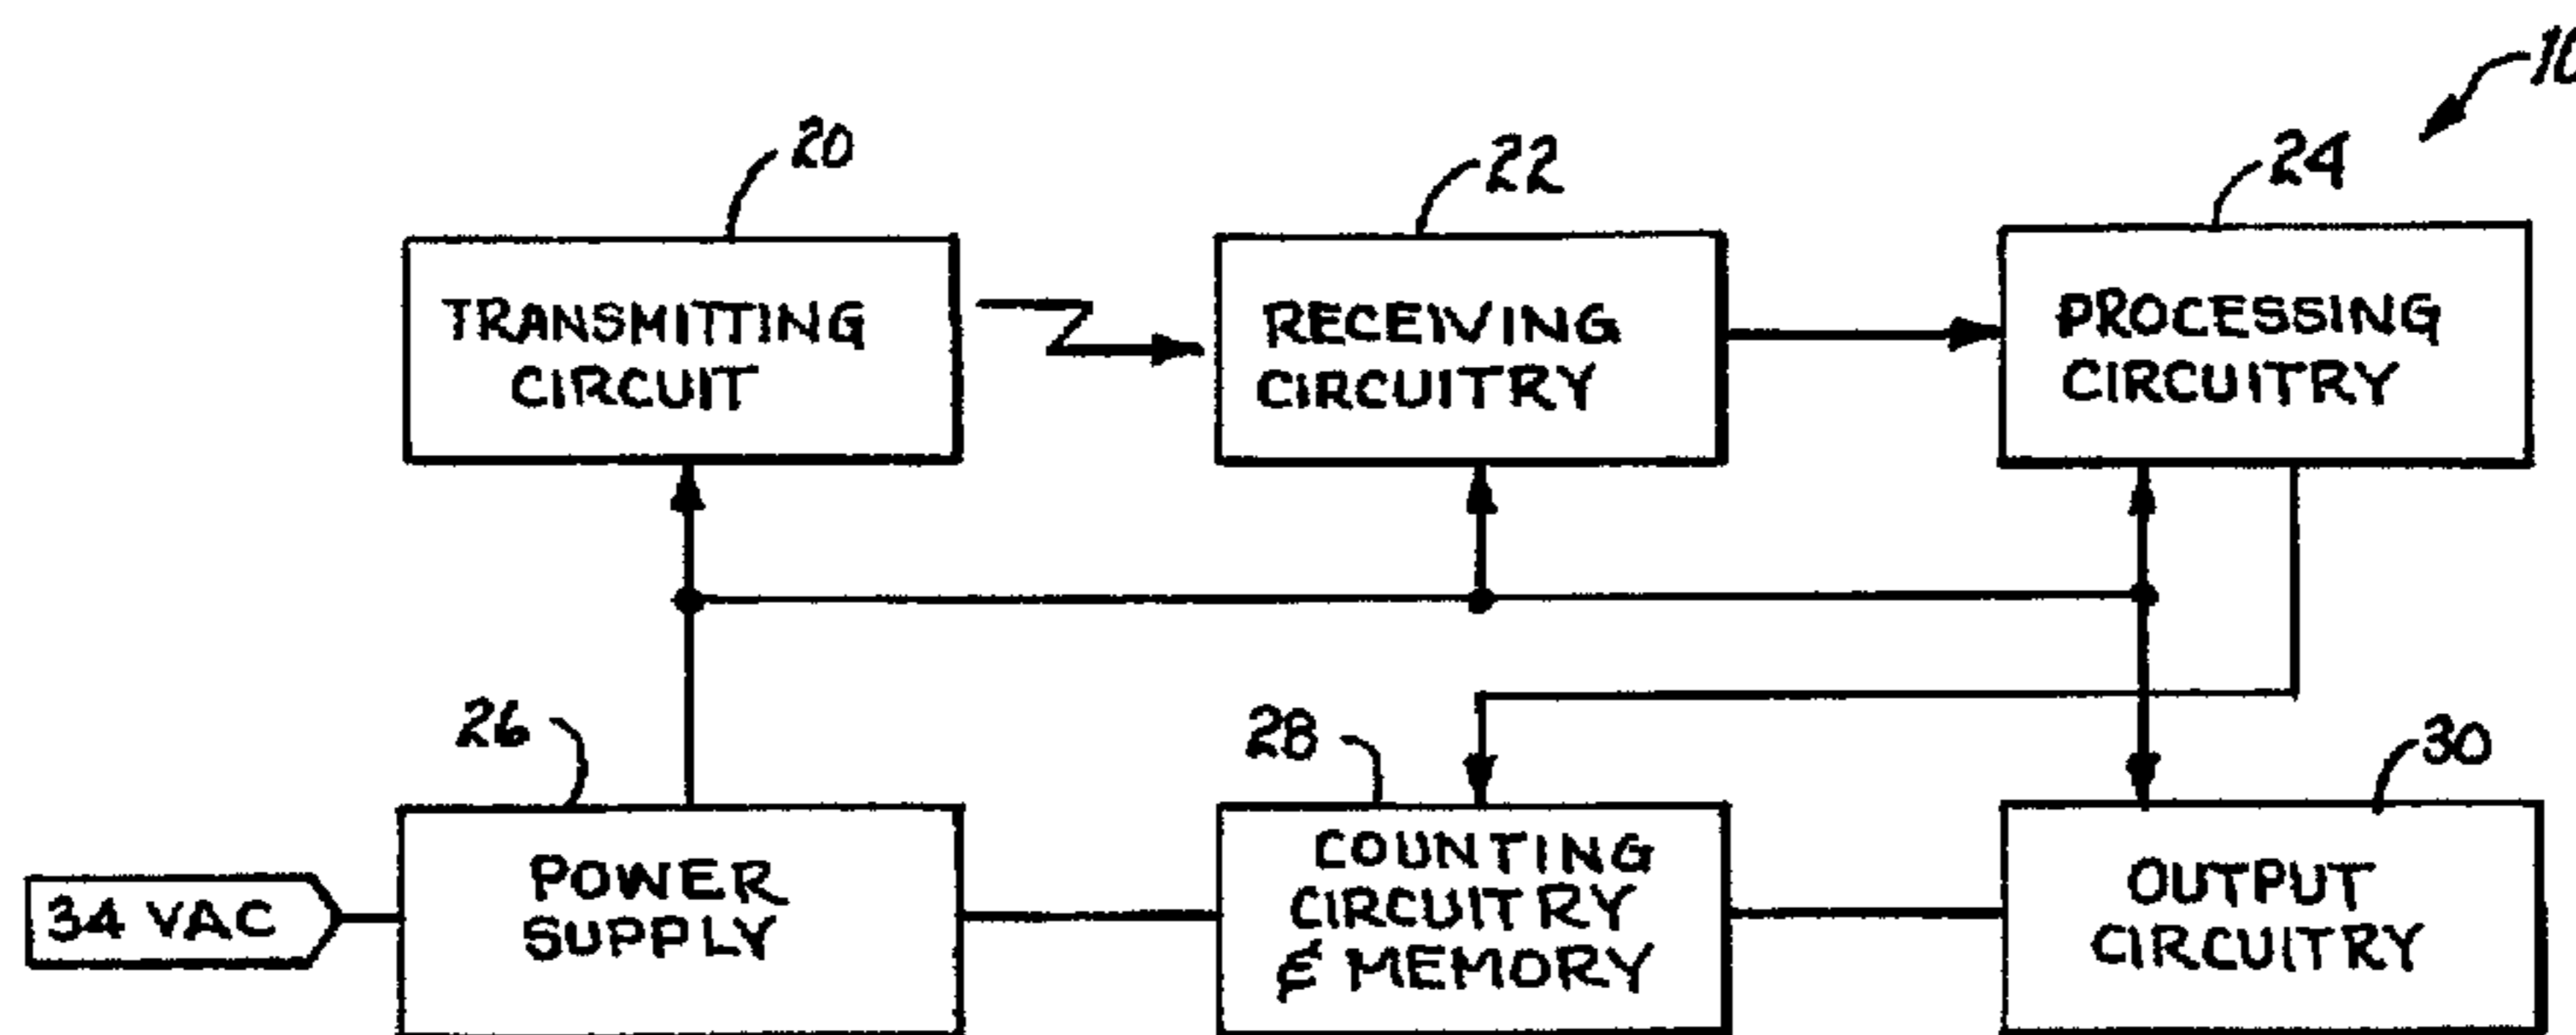 10
20
22
24
TRANSMITTING
CIRCUIT
RECEIVING
CIRCUITRY
PROCESSING
CIRCUITRY
26
28
30
34 VAC
POWER
SUPPLY
COUNTING
CIRCUITRY
& MEMORY
OUTPUT
CIRCUITRY